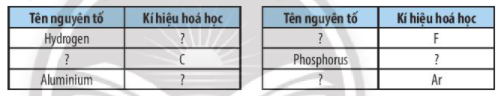 Tên nguyên tố Kí hiệu hoá học
Hydrogen ?
? C
Aluminium ?
Tên nguyên tố Kí hiệu hoá học
? F
Phosphorus ?
? Ar